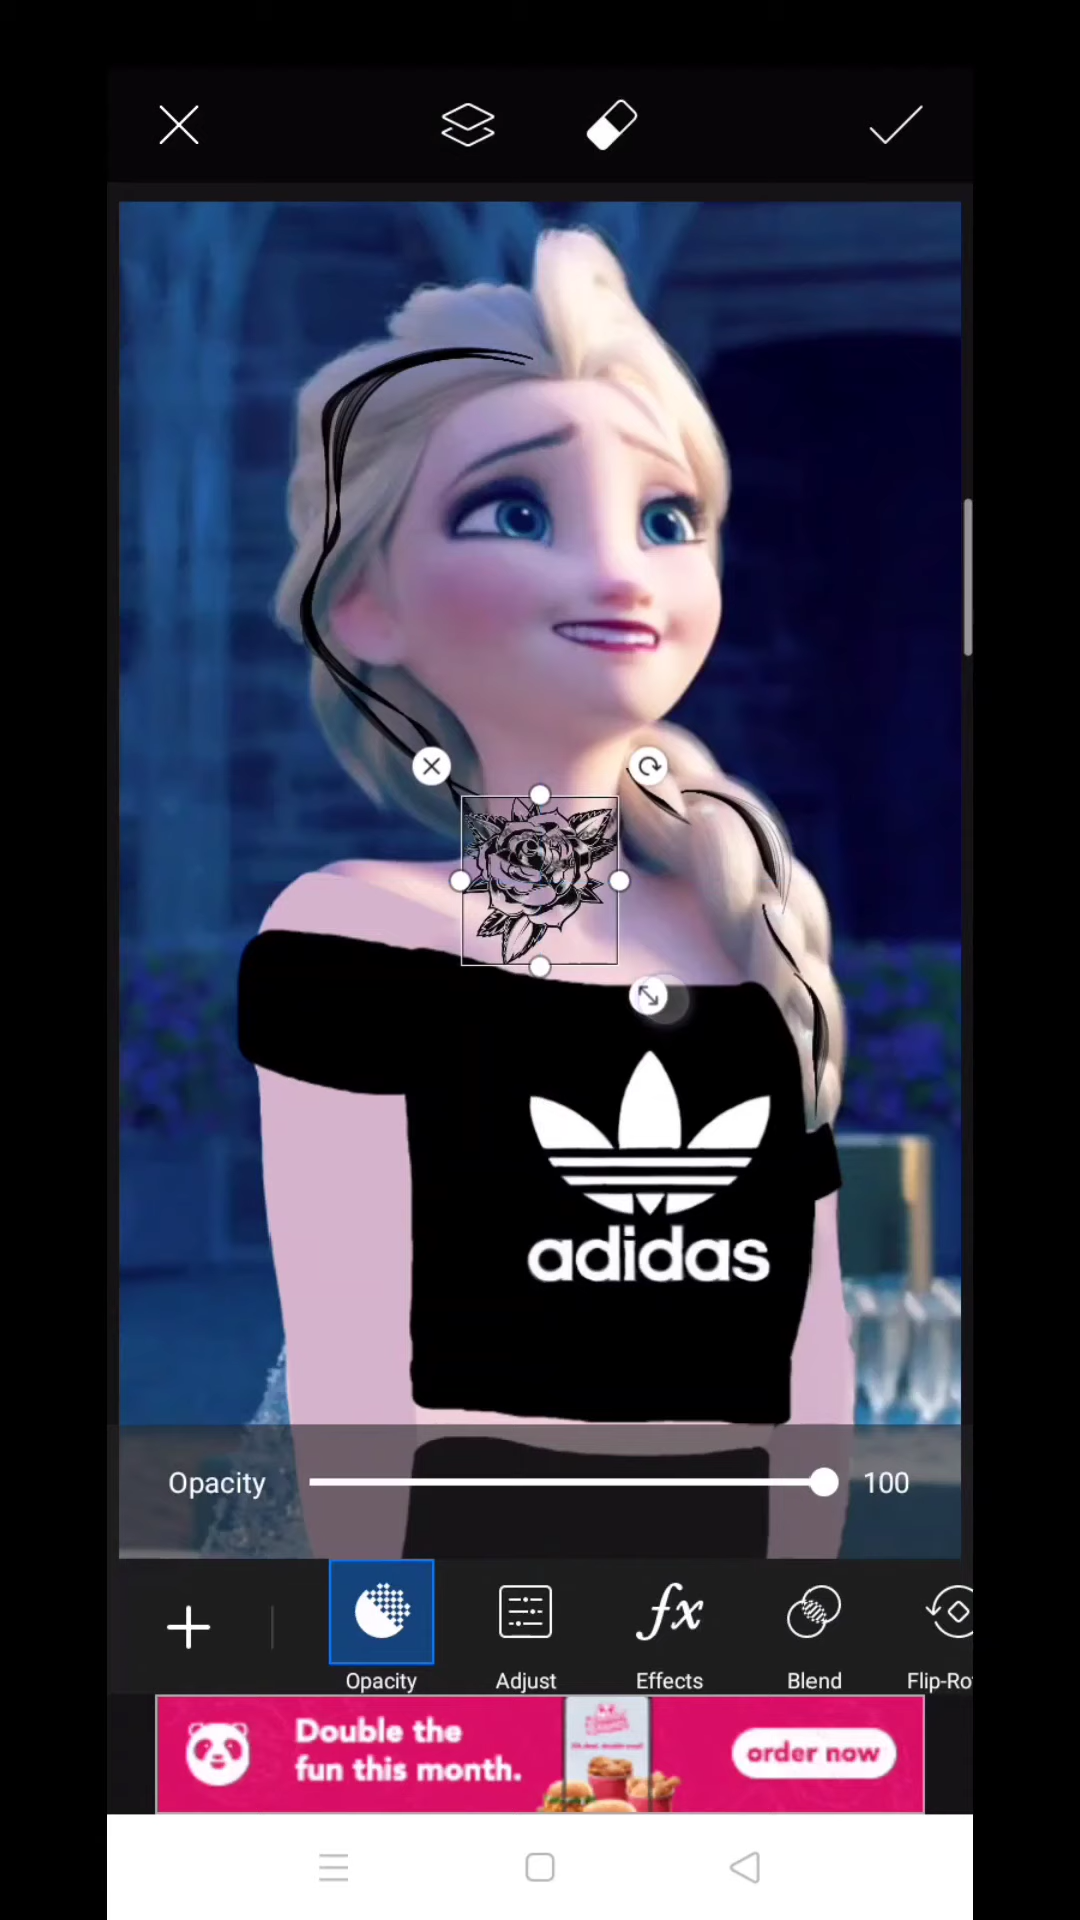 adidas
Opacity 100
Opacity Adjust Effects Blend Flip-Ro
Double the
fun this month.
order now